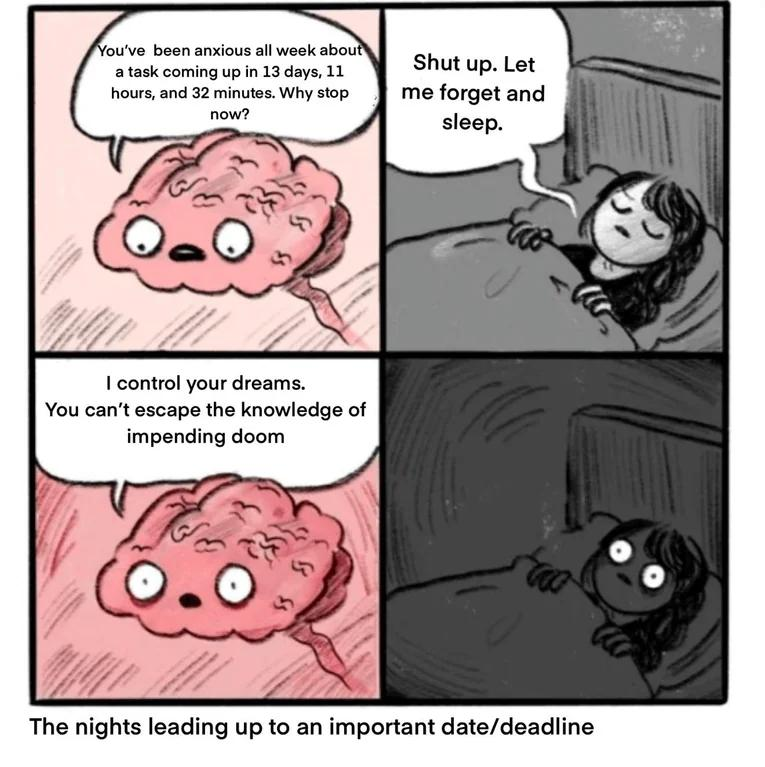 You've been anxious all week about
a task coming up in 13 days, 11
hours, and 32 minutes. Why stop
now?
Shut up. Let
me forget and
sleep.
I control your dreams.
You can't escape the knowledge of
impending doom
The nights leading up to an important date/deadline